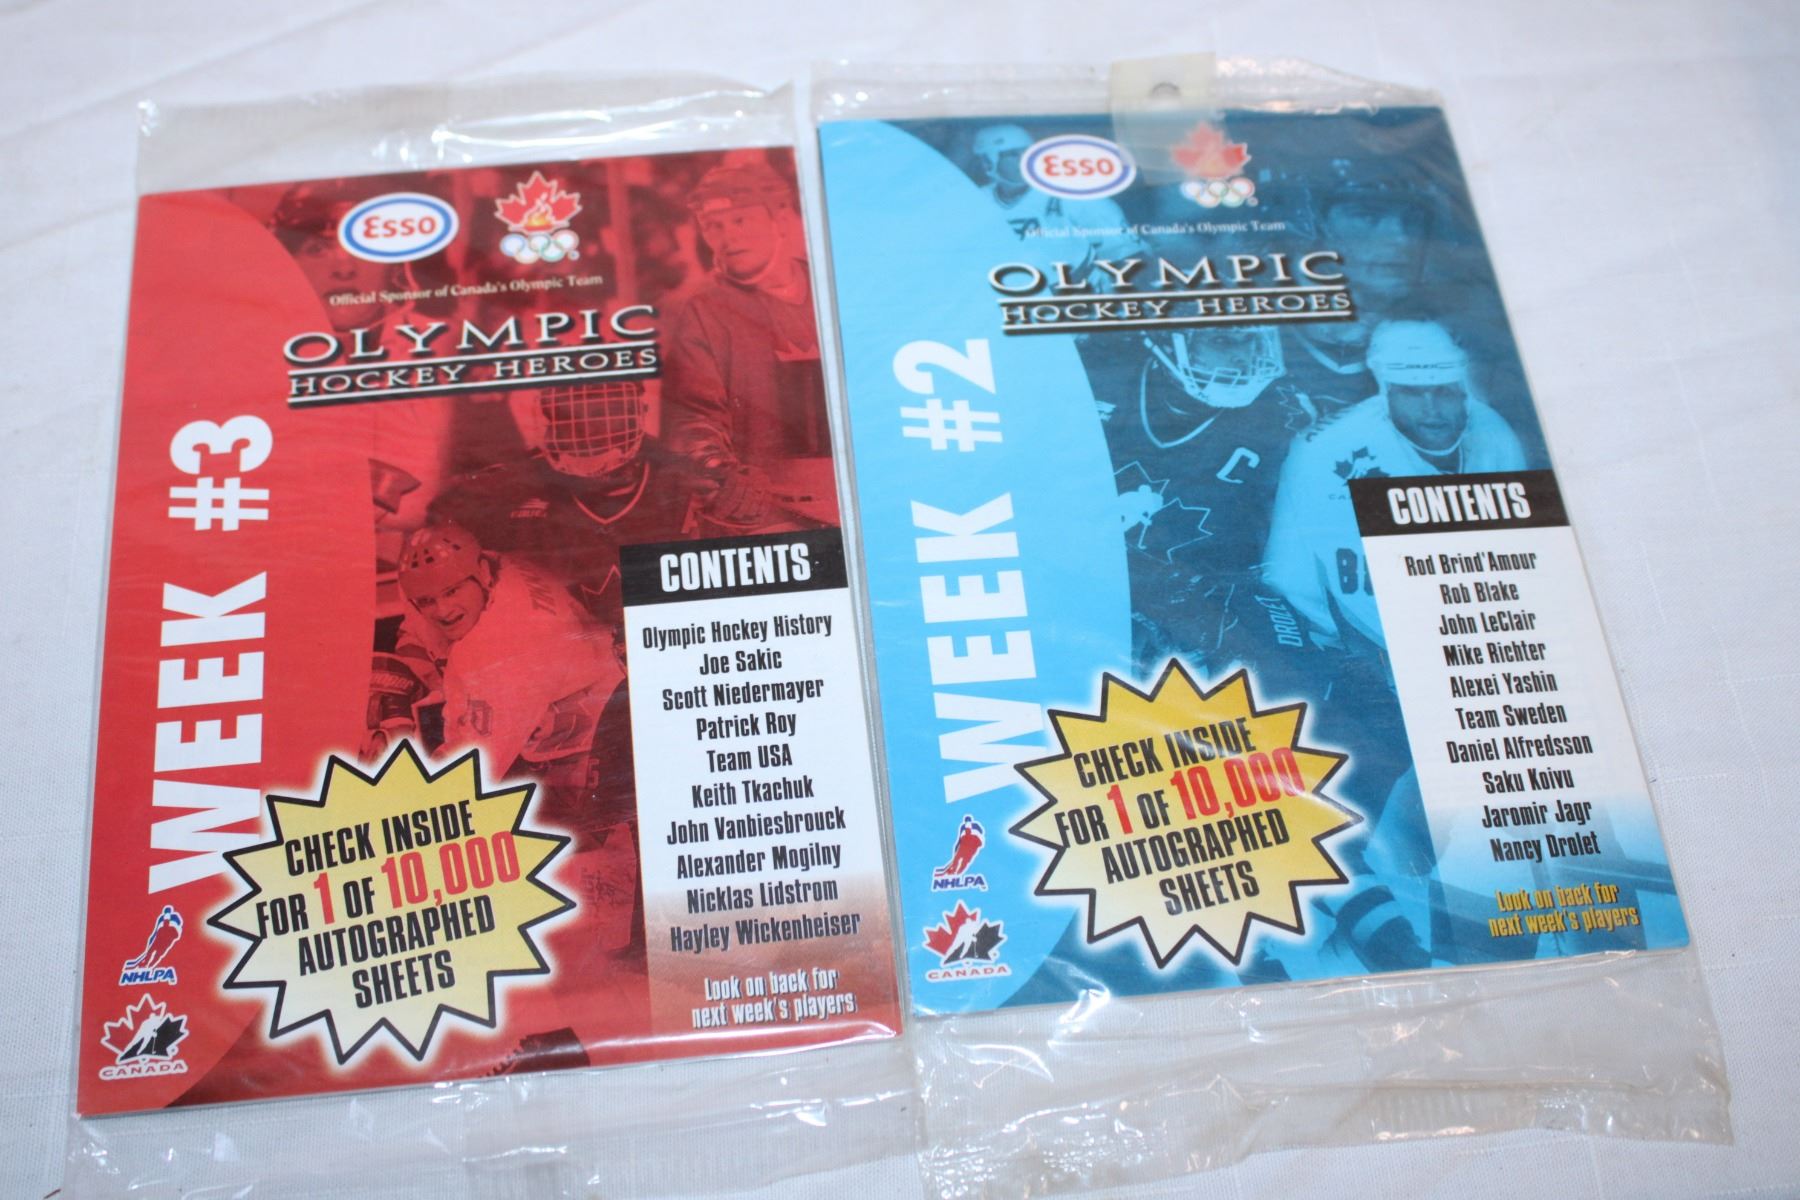 Esso
Official Sponsor of Canada's Olympic Team
OLYMPIC
HOCKEY HEROES
WEEK #3
CONTENTS
Olympic Hockey History
Joe Sakic
Scott Niedermayer
Patrick Roy
Team USA
Keith Tkachuk
John Vanbiesbrouck
Alexander Mogilny
Nicklas Lidstrom
Hayley Wickenheiser
Look on back for
next week's players
CHECK INSIDE
FOR 1 OF 10,000
AUTOGRAPHED
SHEETS
NHLPA
CANADA
Esso
Official Sponsor of Canada's Olympic Team
OLYMPIC
HOCKEY HEROES
WEEK #2
C
DROLET
CONTENTS
Rod Brind'Amour
Rob Blake
John LeClair
Mike Richter
Alexei Yashin
Team Sweden
Daniel Alfredsson
Saku Koivu
Jaromir Jagr
Nancy Drolet
Look on back for
next week's players
CHECK INSIDE
FOR 1 OF 10,000
AUTOGRAPHED
SHEETS
NHLPA
CANADA